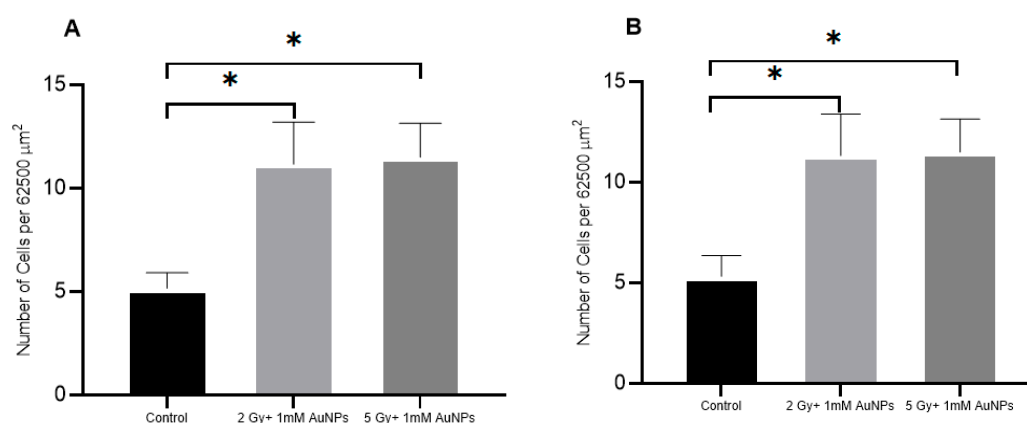 A
*
*
15
10
5
0
Number of Cells per 62500 μm²
Control
2 Gy+ 1mM AuNPs
5 Gy+ 1mM AuNPs
B
*
*
15
10
5
0
Number of Cells per 62500 μm²
Control
2 Gy+ 1mM AuNPs
5 Gy+ 1mM AuNPs